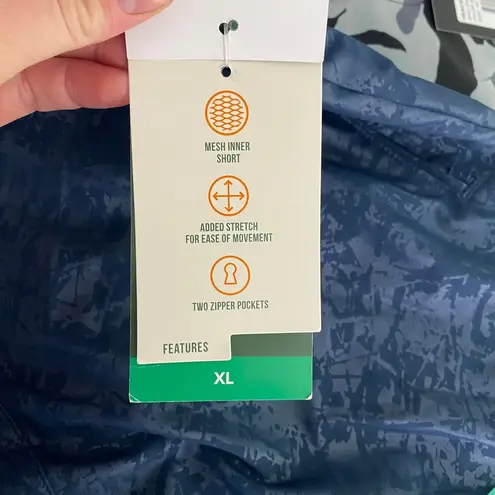 MESH INNER
SHORT
ADDED STRETCH
FOR EASE OF MOVEMENT
TWO ZIPPER POCKETS
FEATURES
XL